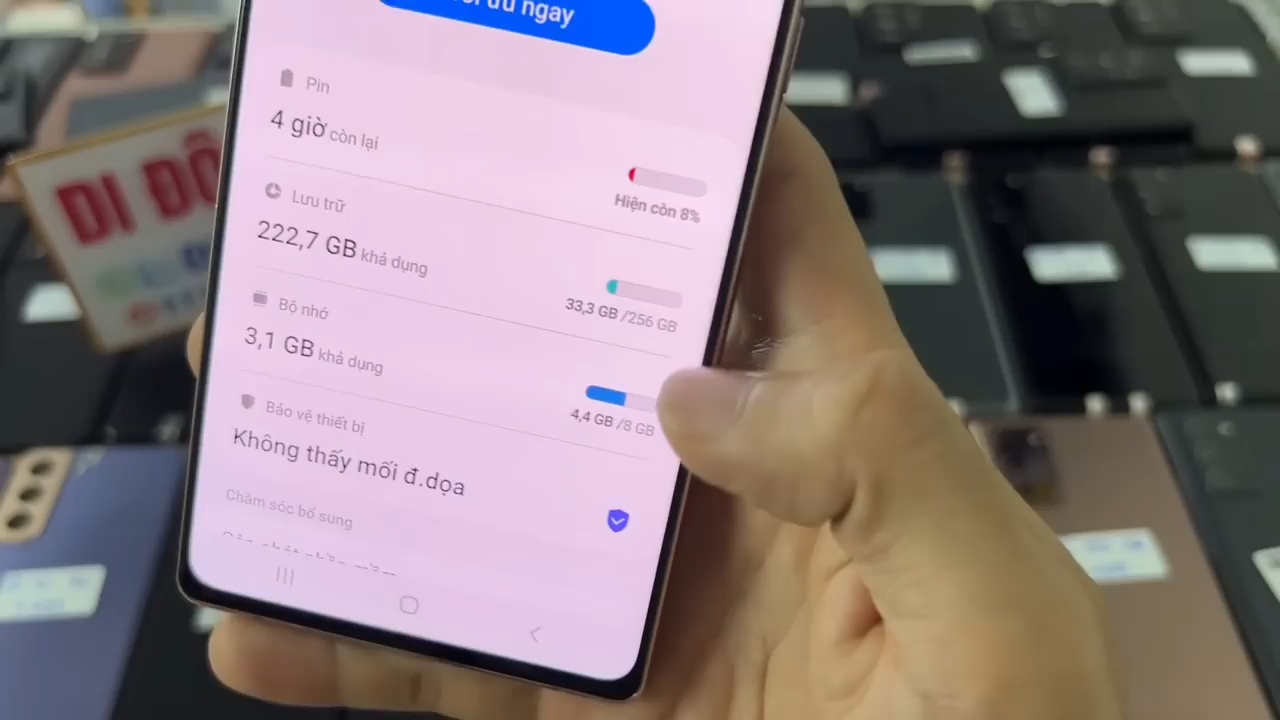 ưu ngay
Pin
4 giờ còn lại
Hiện còn 8%
Lưu trữ
222,7 GB khả dụng
33,3 GB /256 GB
Bộ nhớ
3,1 GB khả dụng
4,4 GB /8 GB
Bảo vệ thiết bị
Không thấy mối đ.dọa
Chăm sóc bổ sung
DI ĐỘ